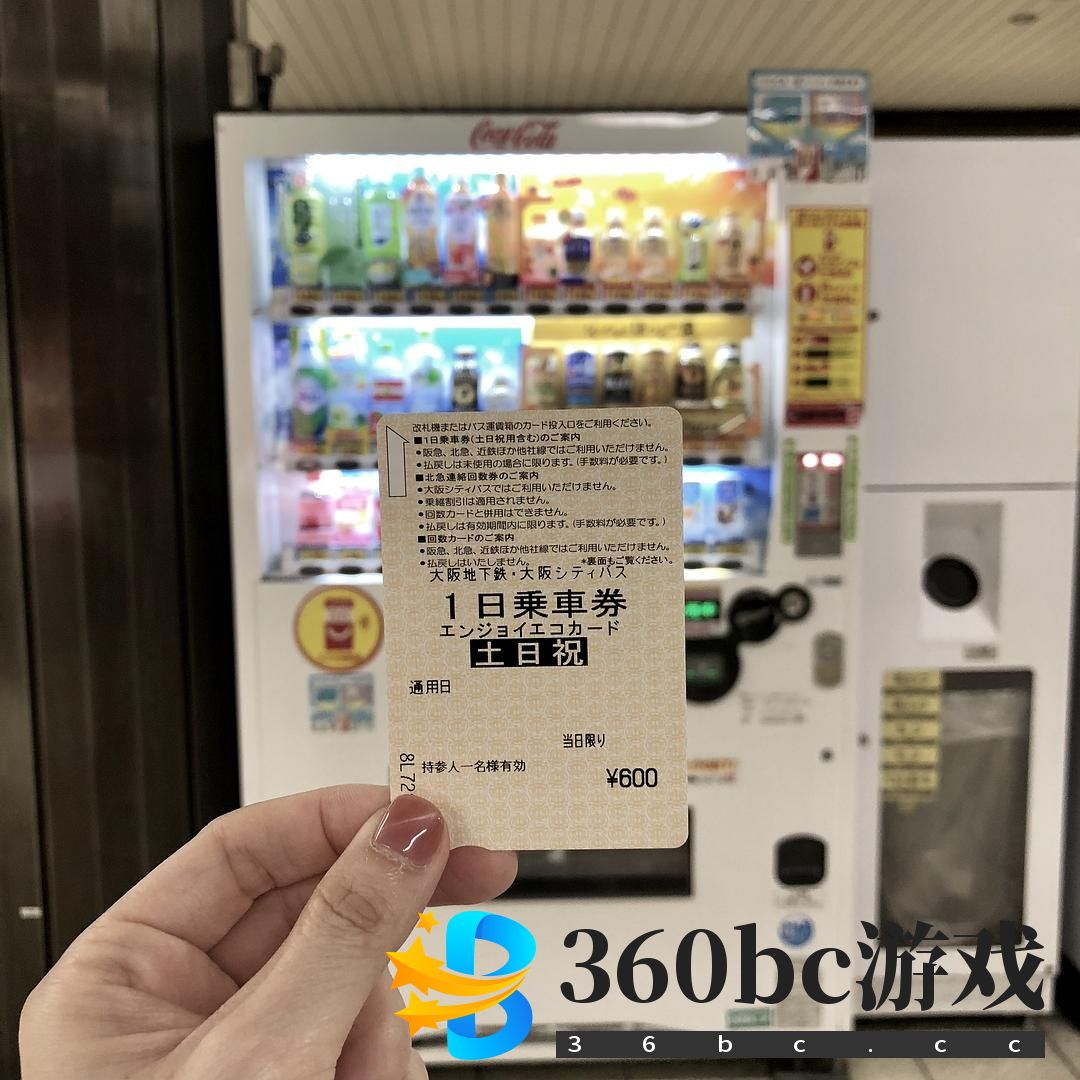 Coca-Cola
改札機またはバス運賃箱のカード投入口をご利用ください。
■1日乗車券(土日祝用含む)のご案内
●阪急、北急、近鉄ほか他社線ではご利用いただけません。
●払戻しは未使用の場合に限ります。(手数料が必要です。)
■北急連絡回数券のご案内
●大阪シティバスではご利用いただけません。
●乗継割引は適用されません。
●回数カードと併用はできません。
●払戻しは有効期間内に限ります。(手数料が必要です。)
■回数カードのご案内
●阪急、北急、近鉄ほか他社線ではご利用いただけません。
●払戻しはいたしません。 *裏面もご覧ください。
大阪地下鉄・大阪シティバス
1日乗車券
エンジョイエコカード
土日祝
通用日
当日限り
8L 72
持参人一名様有効
¥600
360bc游戏
36bc.cc